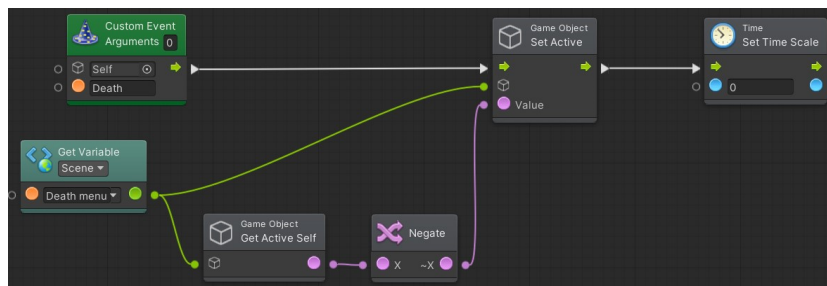 Custom Event
Arguments 0
Self
Death
Game Object
Set Active
Value
Time
Set Time Scale
0
Get Variable
Scene
Death menu
Game Object
Get Active Self
Negate
X ~X